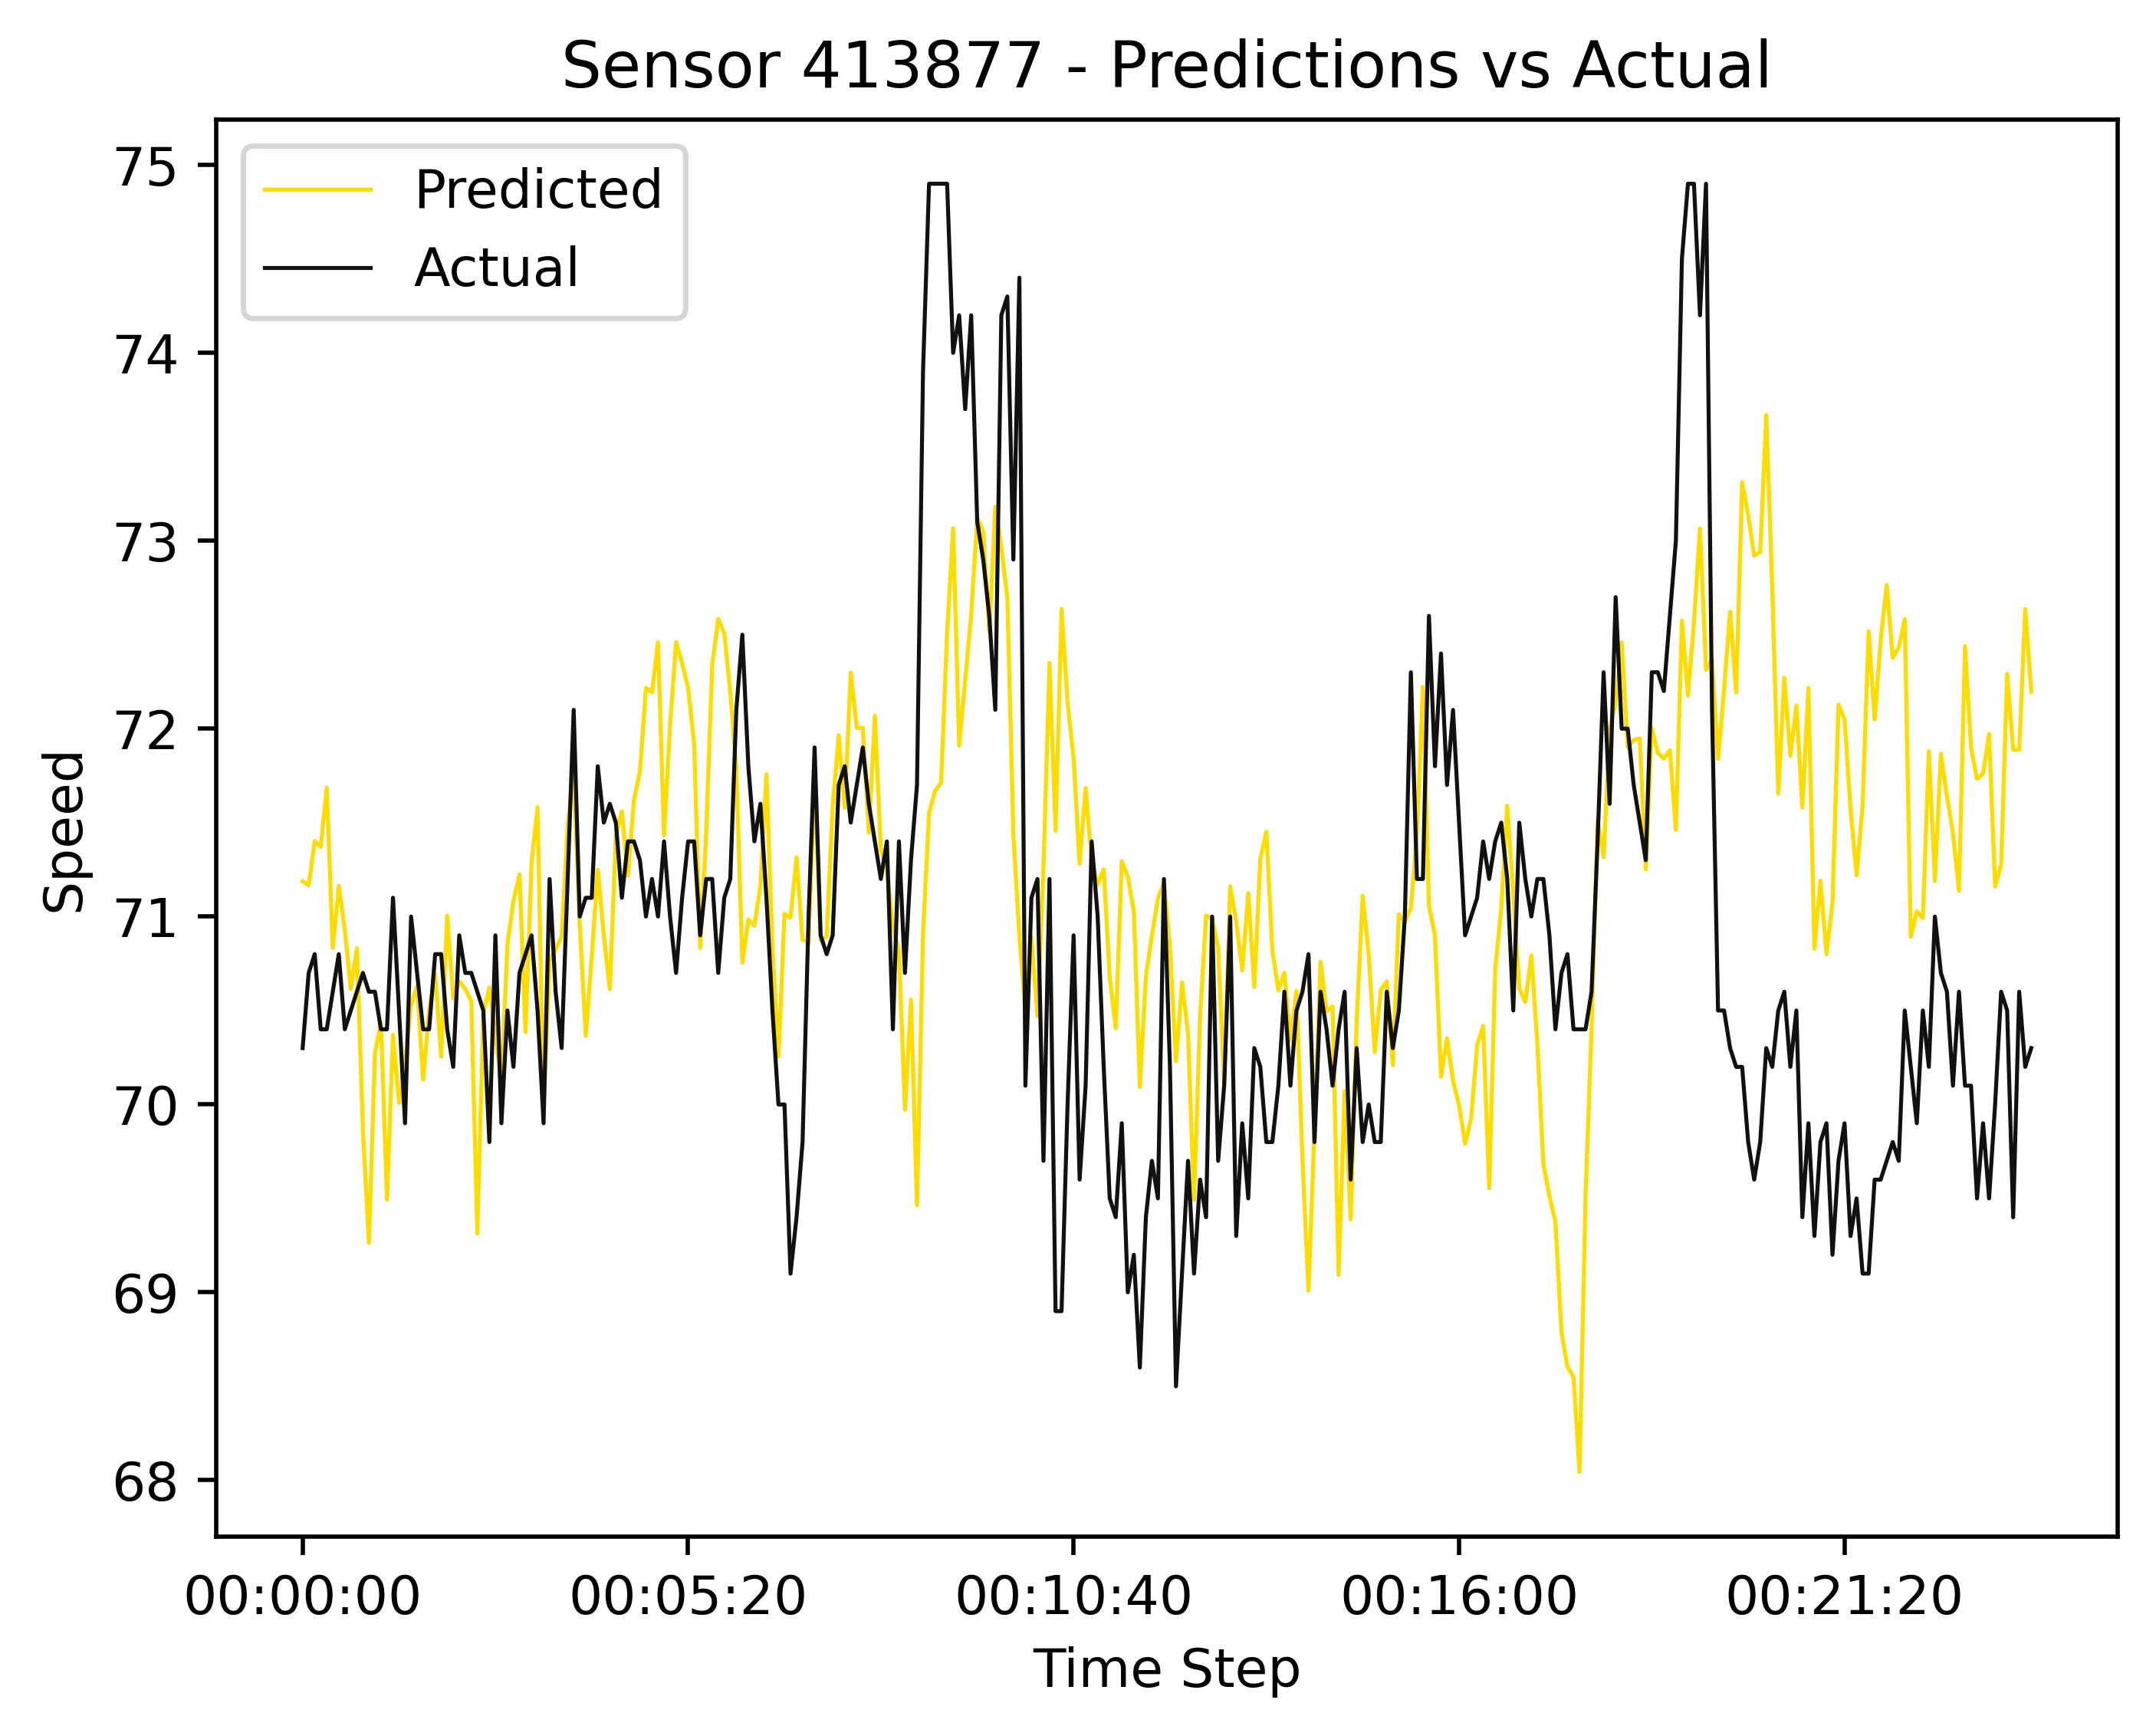 Sensor 413877 - Predictions vs Actual
Predicted
Actual
75
74
73
72
71
70
69
68
Speed
00:00:00
00:05:20
00:10:40
00:16:00
00:21:20
Time Step